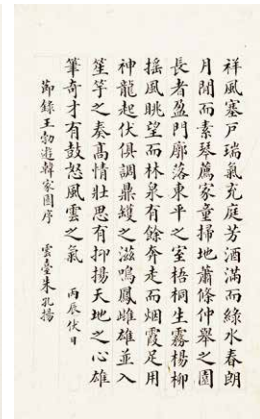 祥風塞戶瑞氣充庭芳酒滿而綠水春朗
月閒而素琴薦家童掃地蕭條仲舉之園
長者盈門廓落東平之室梧桐生霧楊柳
搖風眺望而林泉有餘奔走而烟霞足用
神龍起伏俱調鼎鑊之滋鳴鳳雌雄並入
笙竽之奏高情壯思有抑揚天地之心雄
筆奇才有鼓怒風雲之氣 丙辰伏日
節錄王勃遊韓家園序 雲臺朱孔揚